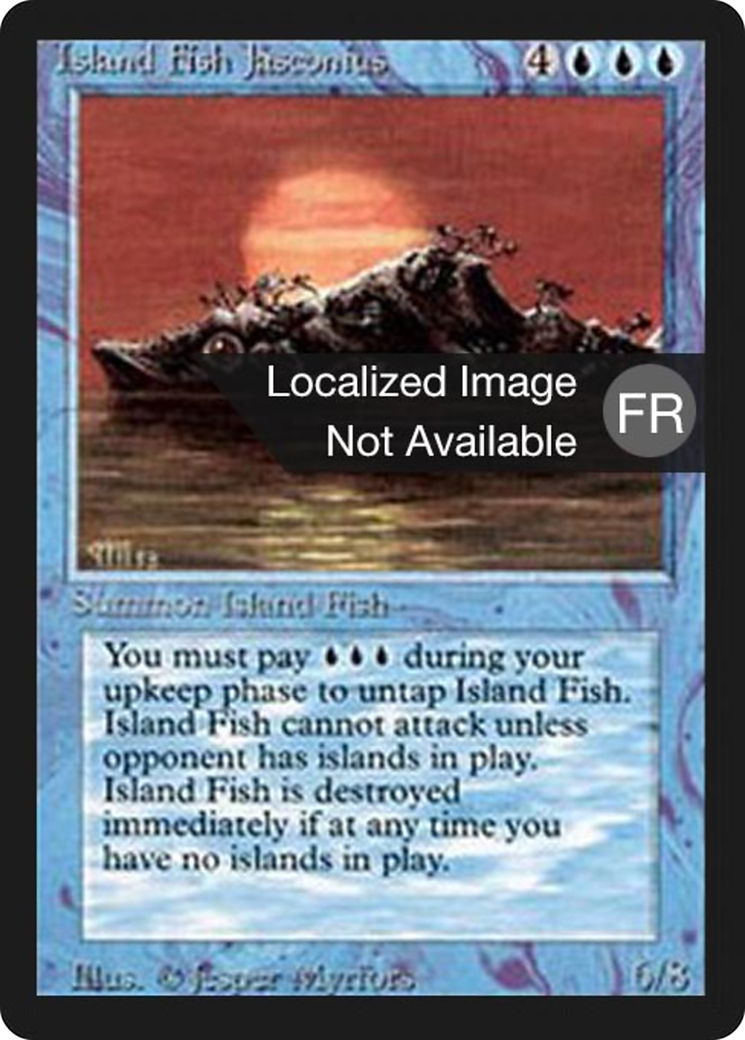 Island Fish Jasconius 4
Localized Image
Not Available
FR
Summon Island Fish
You must pay during your
upkeep phase to untap Island Fish.
Island Fish cannot attack unless
opponent has islands in play.
Island Fish is destroyed
immediately if at any time you
have no islands in play.
Illus. © Jesper Myrfors 6/8